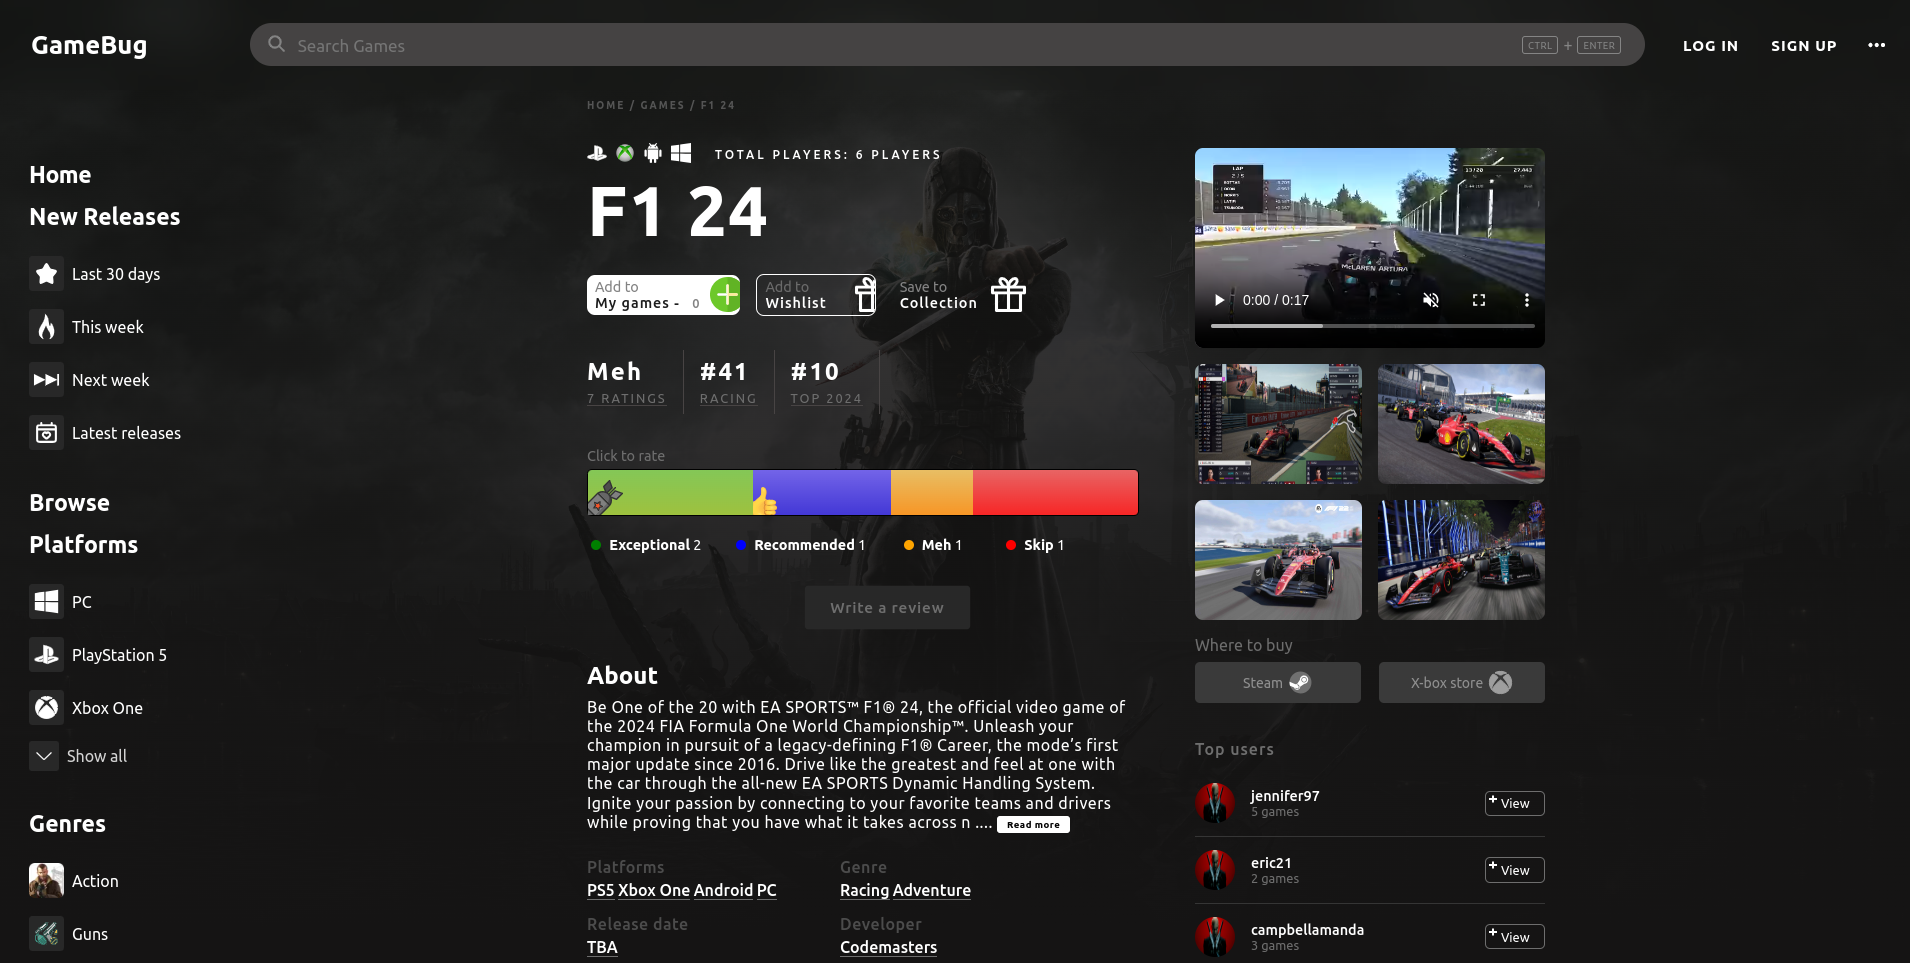 GameBug
Search Games
CTRL + ENTER
LOG IN
SIGN UP
HOME / GAMES / F1 24
Home
New Releases
Last 30 days
This week
Next week
Latest releases
Browse
Platforms
PC
PlayStation 5
Xbox One
Show all
Genres
Action
Guns
TOTAL PLAYERS: 6 PLAYERS
F1 24
Add to
My games - 0
Add to
Wishlist
Save to
Collection
Meh
7 RATINGS
#41
RACING
#10
TOP 2024
Click to rate
Exceptional 2
Recommended 1
Meh 1
Skip 1
Write a review
About
Be One of the 20 with EA SPORTS™ F1® 24, the official video game of
the 2024 FIA Formula One World Championship™. Unleash your
champion in pursuit of a legacy-defining F1® Career, the mode’s first
major update since 2016. Drive like the greatest and feel at one with
the car through the all-new EA SPORTS Dynamic Handling System.
Ignite your passion by connecting to your favorite teams and drivers
while proving that you have what it takes across n .... Read more
Platforms
PS5 Xbox One Android PC
Genre
Racing Adventure
Release date
TBA
Developer
Codemasters
LAP
2 / 5
13/20
27.443
McLAREN ARTURA
0:00 / 0:17
Where to buy
Steam
X-box store
Top users
jennifer97
5 games
View
eric21
2 games
View
campbellamanda
3 games
View